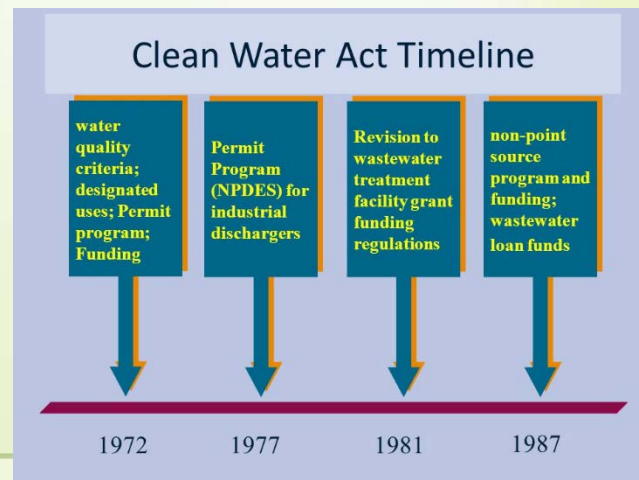 Clean Water Act Timeline
water
quality
criteria;
designated
uses; Permit
program;
Funding
Permit
Program
(NPDES) for
industrial
dischargers
Revision to
wastewater
treatment
facility grant
funding
regulations
non-point
source
program and
funding;
wastewater
loan funds
1972
1977
1981
1987